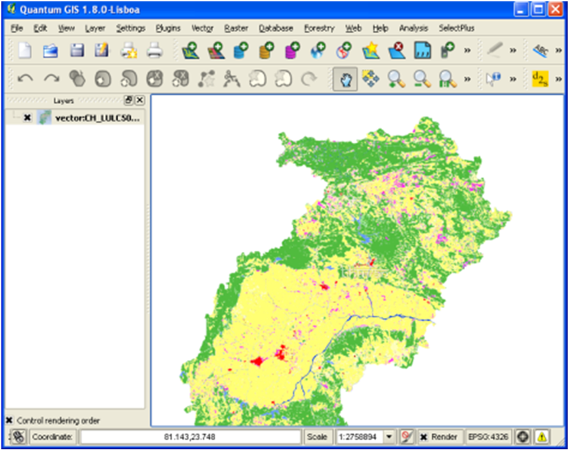 Quantum GIS 1.8.0-Lisboa
File Edit View Layer Settings Plugins Vector Raster Database Forestry Web Help Analysis SelectPlus
» » »
» » d2s
Layers
vector:CH_LULC50...
Control rendering order
Coordinate: 81.143,23.748 Scale 1:2758894 Render EPSG:4326